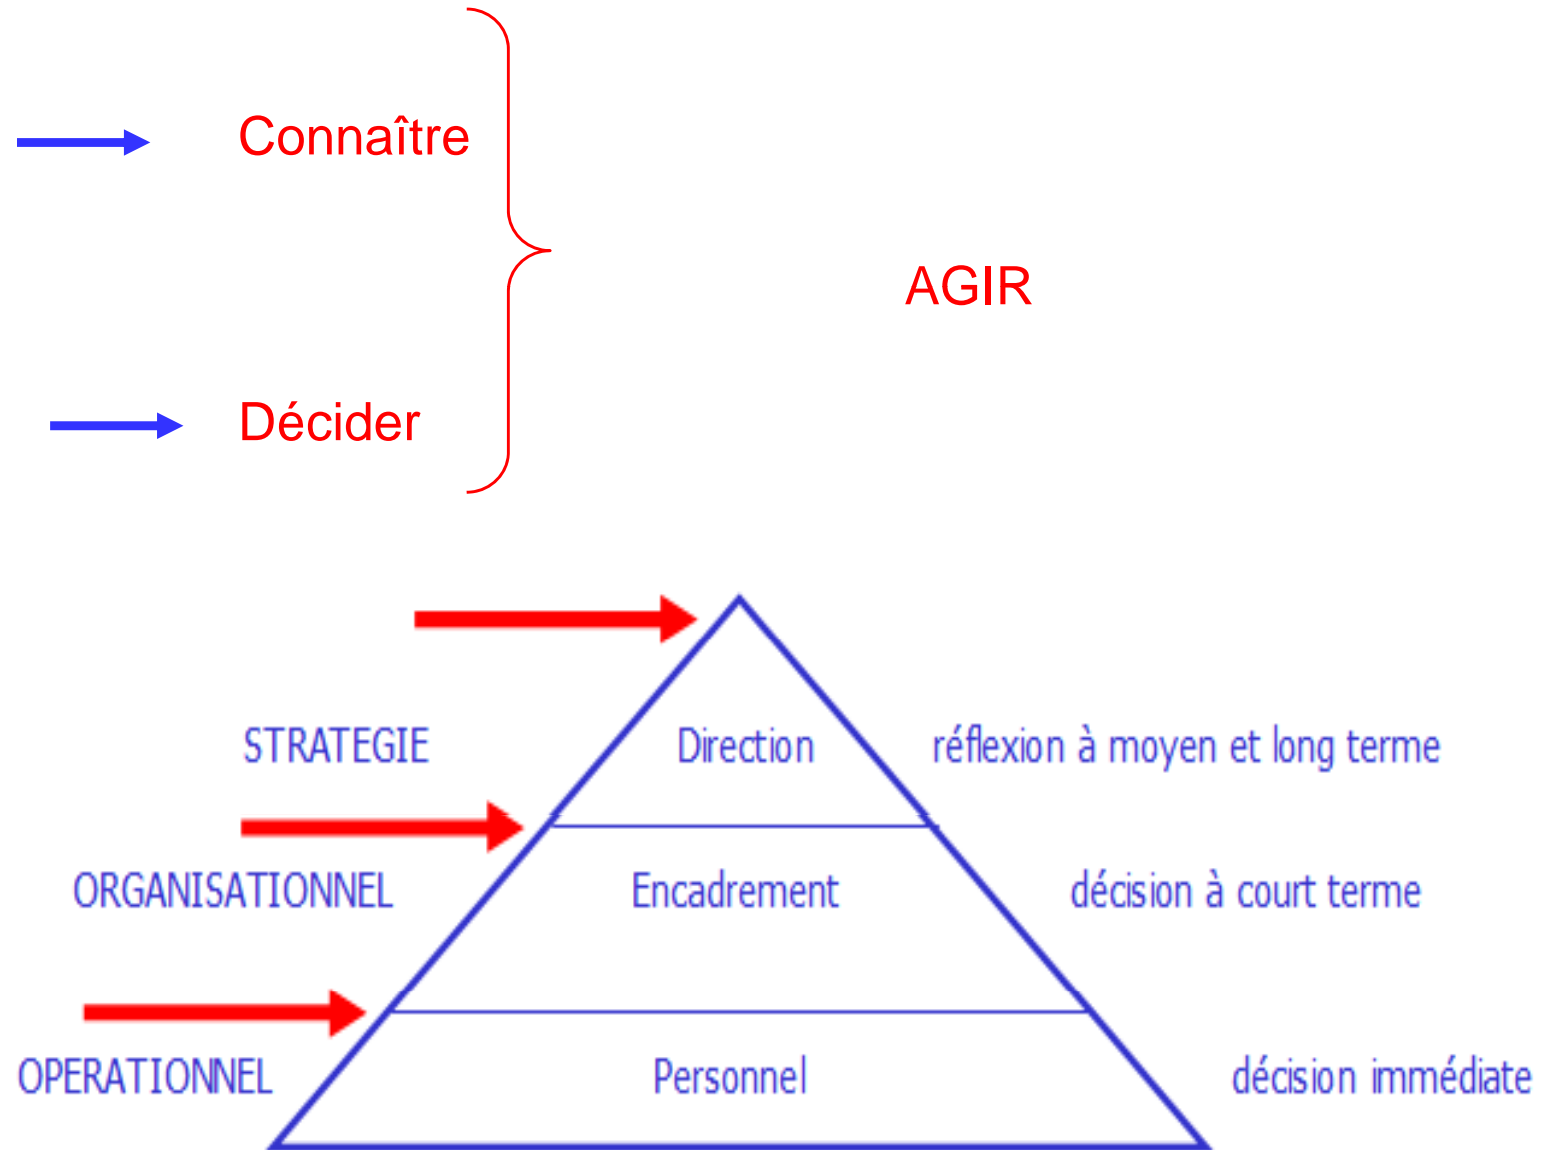 Connaître
AGIR
Décider
STRATEGIE Direction réflexion à moyen et long terme
ORGANISATIONNEL Encadrement décision à court terme
OPERATIONNEL Personnel décision immédiate